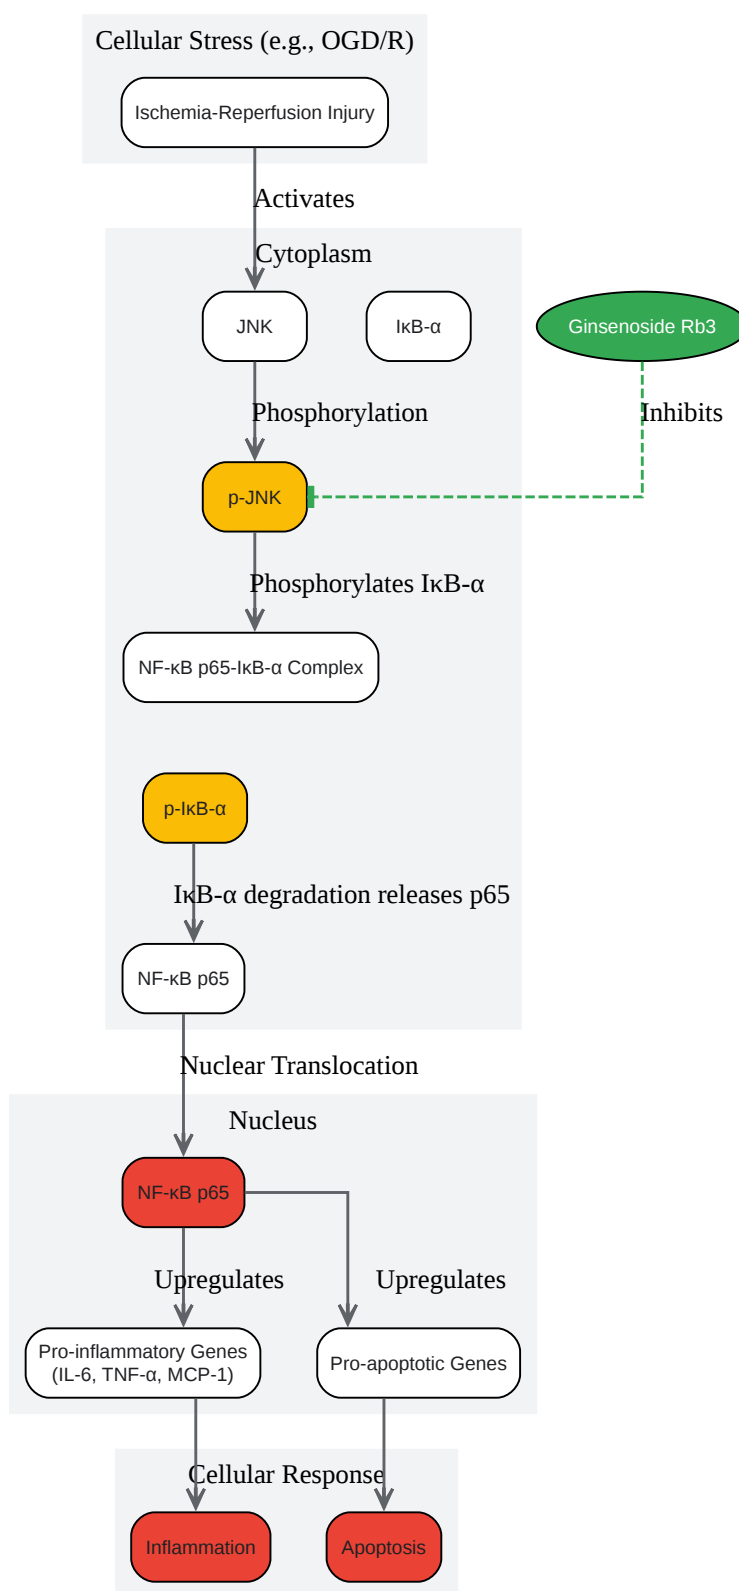 Cellular Stress (e.g., OGD/R)
Ischemia-Reperfusion Injury
Activates
Cytoplasm
JNK
IκB-α
Ginsenoside Rb3
Phosphorylation
Inhibits
p-JNK
Phosphorylates IκB-α
NF-κB p65-IκB-α Complex
p-IκB-α
IκB-α degradation releases p65
NF-κB p65
Nuclear Translocation
Nucleus
NF-κB p65
Upregulates
Upregulates
Pro-inflammatory Genes
(IL-6, TNF-α, MCP-1)
Pro-apoptotic Genes
Cellular Response
Inflammation
Apoptosis